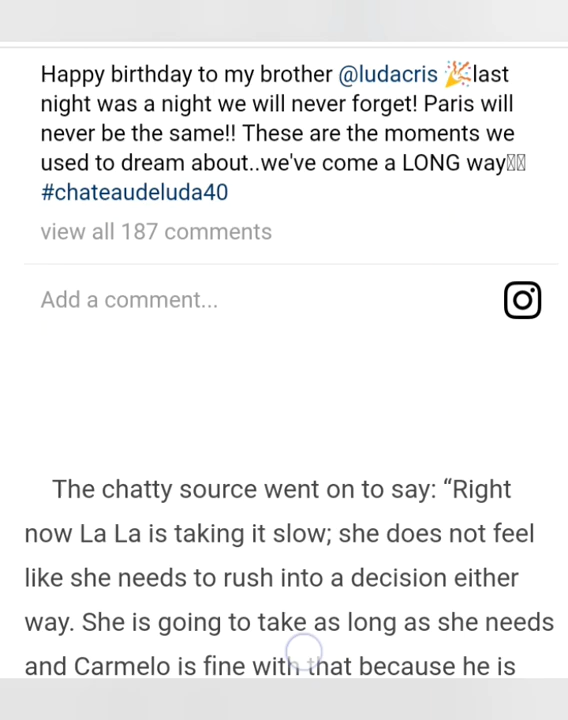 Happy birthday to my brother @ludacris 🎉last
night was a night we will never forget! Paris will
never be the same!! These are the moments we
used to dream about..we've come a LONG way
#chateaudeluda40
view all 187 comments
Add a comment...
The chatty source went on to say: “Right
now La La is taking it slow; she does not feel
like she needs to rush into a decision either
way. She is going to take as long as she needs
and Carmelo is fine with that because he is